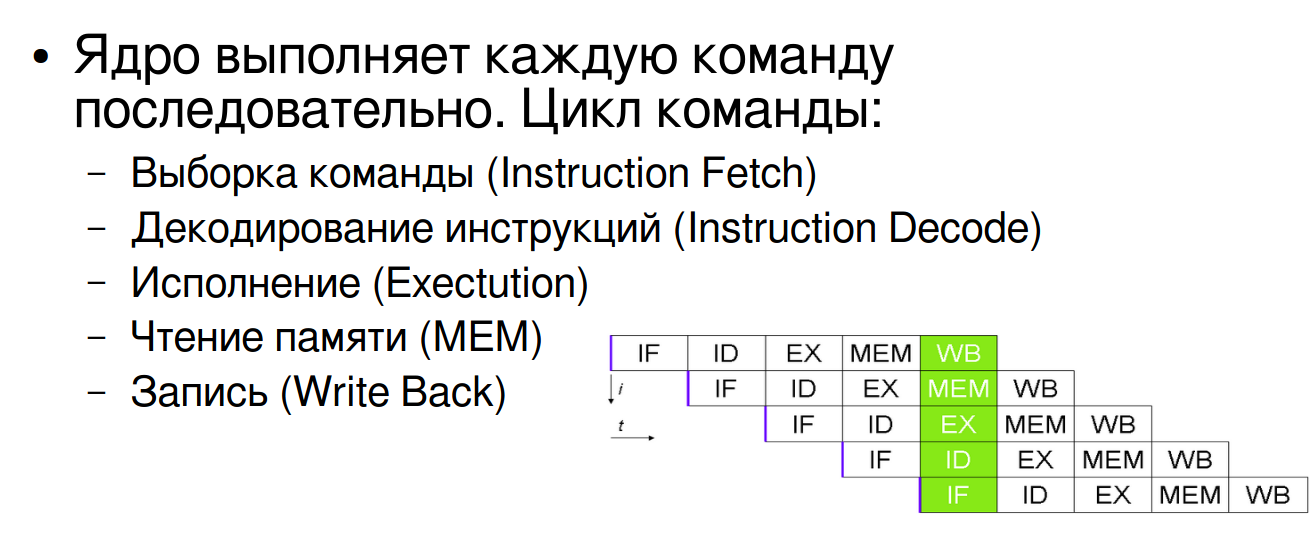 • Ядро выполняет каждую команду
последовательно. Цикл команды:
– Выборка команды (Instruction Fetch)
– Декодирование инструкций (Instruction Decode)
– Исполнение (Exectution)
– Чтение памяти (MEM)
– Запись (Write Back)
IF ID EX MEM WB
i IF ID EX MEM WB
t IF ID EX MEM WB
IF ID EX MEM WB
IF ID EX MEM WB